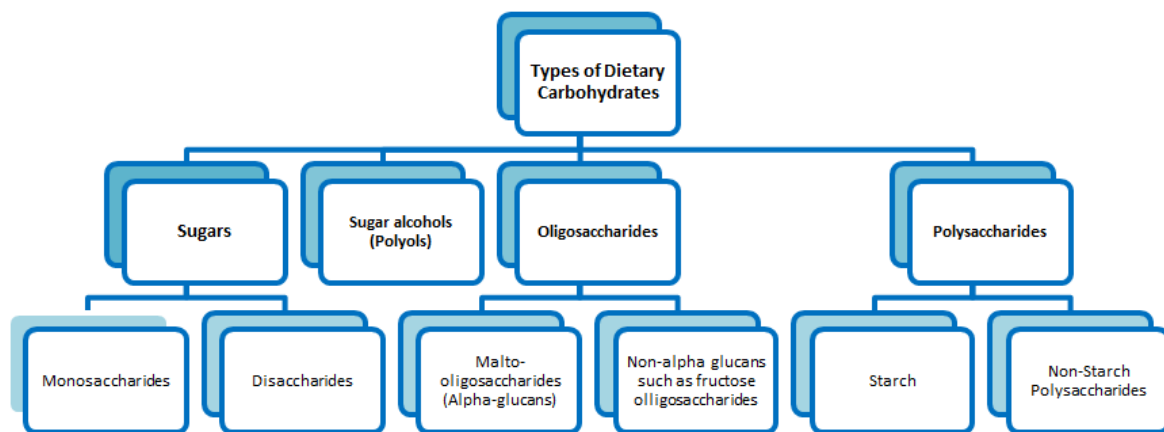 Types of Dietary
Carbohydrates
Sugars
Sugar alcohols
(Polyols)
Oligosaccharides
Polysaccharides
Monosaccharides
Disaccharides
Malto-
oligosaccharides
(Alpha-glucans)
Non-alpha glucans
such as fructose
olligosaccharides
Starch
Non-Starch
Polysaccharides